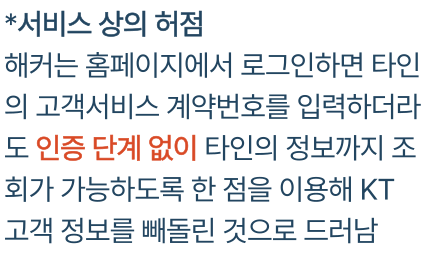 *서비스 상의 허점
해커는 홈페이지에서 로그인하면 타인
의 고객서비스 계약번호를 입력하더라
도 인증 단계 없이 타인의 정보까지 조
회가 가능하도록 한 점을 이용해 KT
고객 정보를 빼돌린 것으로 드러남